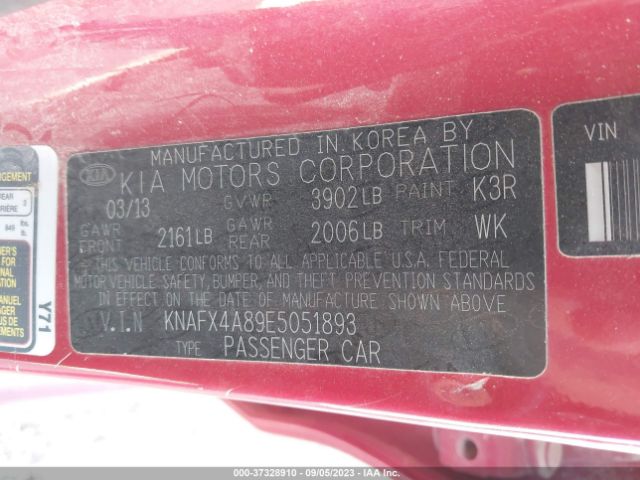 MANUFACTURED IN KOREA BY
KIA KIA MOTORS CORPORATION
03/13 GVWR 3902LB PAINT K3R
GAWR FRONT 2161LB GAWR REAR 2006LB TRIM WK
THIS VEHICLE CONFORMS TO ALL APPLICABLE U.S.A. FEDERAL
MOTOR VEHICLE SAFETY, BUMPER, AND THEFT PREVENTION STANDARDS
IN EFFECT ON THE DATE OF MANUFACTURE SHOWN ABOVE.
V.I.N KNAFX4A89E5051893
TYPE PASSENGER CAR
VIN
Y71
000-37328910 - 09/05/2023 - IAA Inc.